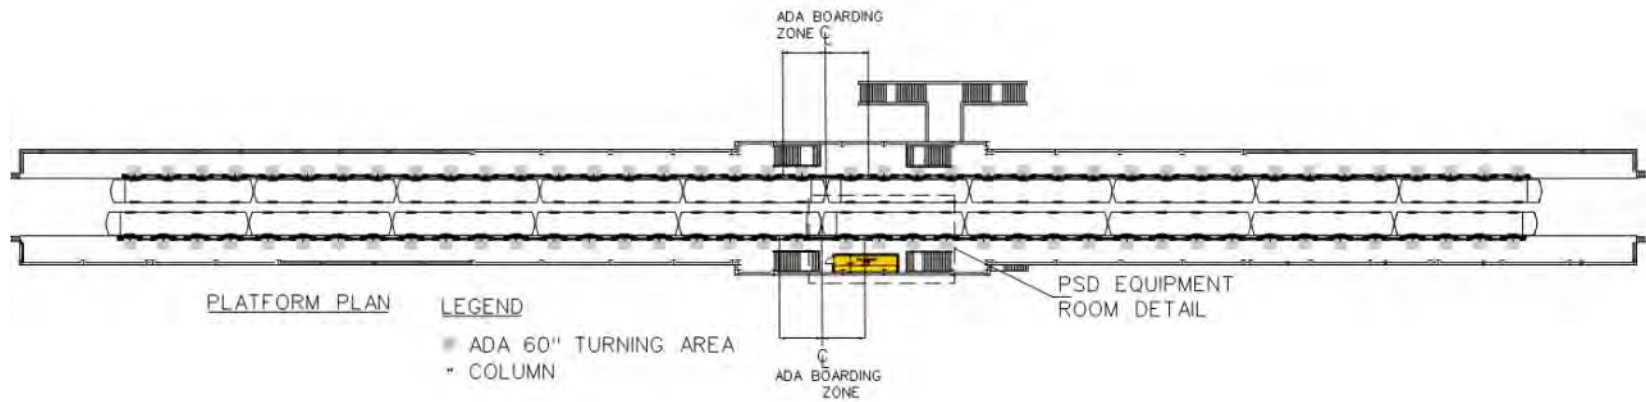 ADA BOARDING
ZONE ℄
PSD EQUIPMENT
ROOM DETAIL
PLATFORM PLAN
LEGEND
ADA 60" TURNING AREA
COLUMN
℄
ADA BOARDING
ZONE